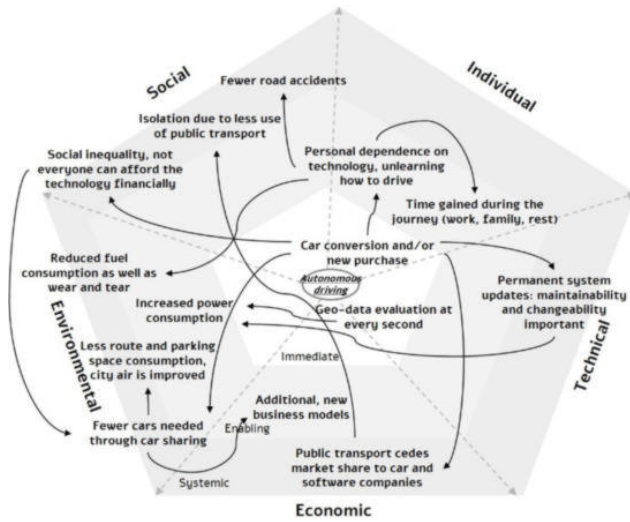 Social
Individual
Fewer road accidents
Isolation due to less use
of public transport
Personal dependence on
technology, unlearning
how to drive
Social inequality, not
everyone can afford the
technology financially
Time gained during the
journey (work, family, rest)
Car conversion and/or
new purchase
Reduced fuel
consumption as well as
wear and tear
Autonomous
driving
Permanent system
updates: maintainability
and changeability
important
Increased power
consumption
Geo-data evaluation at
every second
Environmental
Technical
Less route and parking
space consumption,
city air is improved
Immediate
Additional, new
business models
Enabling
Fewer cars needed
through car sharing
Public transport cedes
market share to car and
software companies
Systemic
Economic